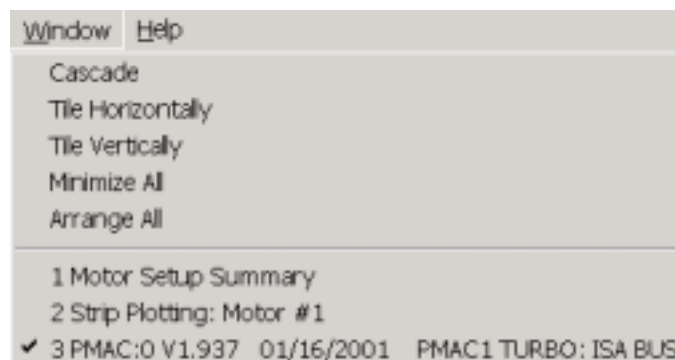 Window Help
Cascade
Tile Horizontally
Tile Vertically
Minimize All
Arrange All
1 Motor Setup Summary
2 Strip Plotting: Motor #1
✔ 3 PMAC:0 V1.937 01/16/2001 PMAC1 TURBO: ISA BUS